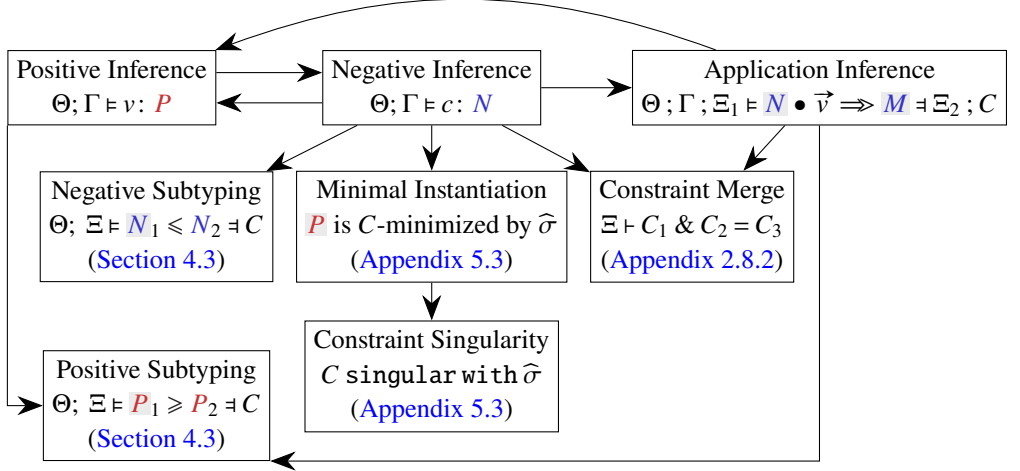 Positive Inference
Θ; Γ ⊨ v: P
Negative Inference
Θ; Γ ⊨ c: N
Application Inference
Θ ; Γ ; Ξ₁ ⊨ N ● v⃗ ⇒> M ⫤ Ξ₂ ; C
Negative Subtyping
Θ; Ξ ⊨ N₁ ⩽ N₂ ⫤ C
(Section 4.3)
Minimal Instantiation
P is C-minimized by σ̂
(Appendix 5.3)
Constraint Merge
Ξ ⊢ C₁ & C₂ = C₃
(Appendix 2.8.2)
Constraint Singularity
C singular with σ̂
(Appendix 5.3)
Positive Subtyping
Θ; Ξ ⊨ P₁ ⩾ P₂ ⫤ C
(Section 4.3)